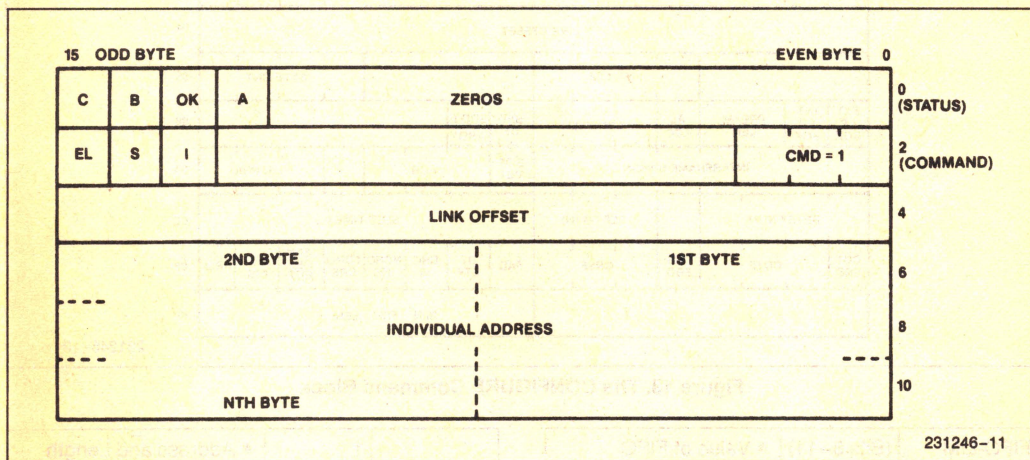 15 ODD BYTE EVEN BYTE 0
C B OK A ZEROS 0 (STATUS)
EL S I CMD = 1 2 (COMMAND)
LINK OFFSET 4
2ND BYTE 1ST BYTE 6
INDIVIDUAL ADDRESS 8
NTH BYTE 10
231246-11